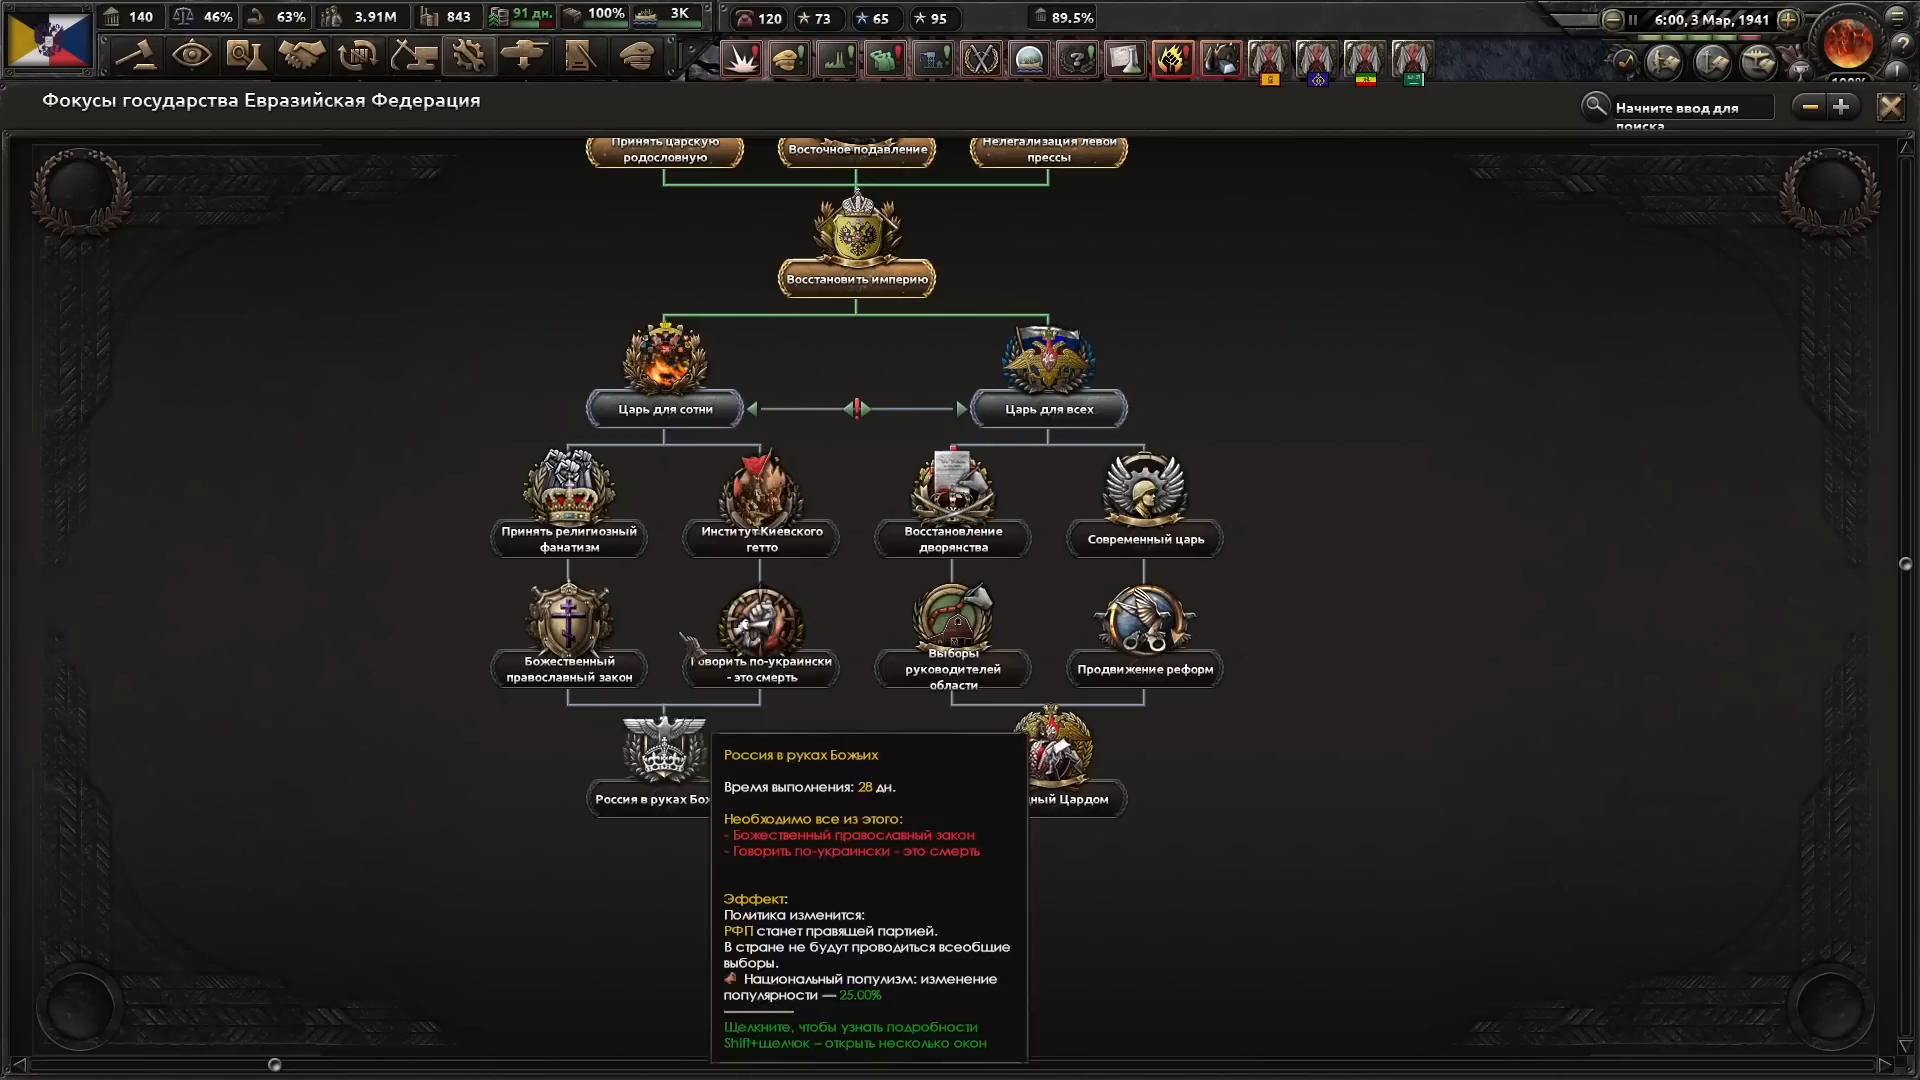 140
46%
63%
3.91M
843
91 дн.
100%
3K
120
73
65
95
89.5%
6:00, 3 Мар, 1941
Фокусы государства Евразийская Федерация
Начните ввод для
поиска
Принять царскую
родословную
Восточное подавление
Нелегализация левой
прессы
Восстановить империю
Царь для сотни
Царь для всех
Принять религиозный
фанатизм
Институт Киевского
гетто
Восстановление
дворянства
Современный царь
Божественный
православный закон
Говорить по-украински
- это смерть
Выборы
руководителей
области
Продвижение реформ
Россия в руках Бож
ный Цардом
Россия в руках Божьих
Время выполнения: 28 дн.
Необходимо все из этого:
- Божественный православный закон
- Говорить по-украински - это смерть
Эффект:
Политика изменится:
РФП станет правящей партией.
В стране не будут проводиться всеобщие
выборы.
Национальный популизм: изменение
популярности — 25.00%
Щелкните, чтобы узнать подробности
Shift+щелчок – открыть несколько окон